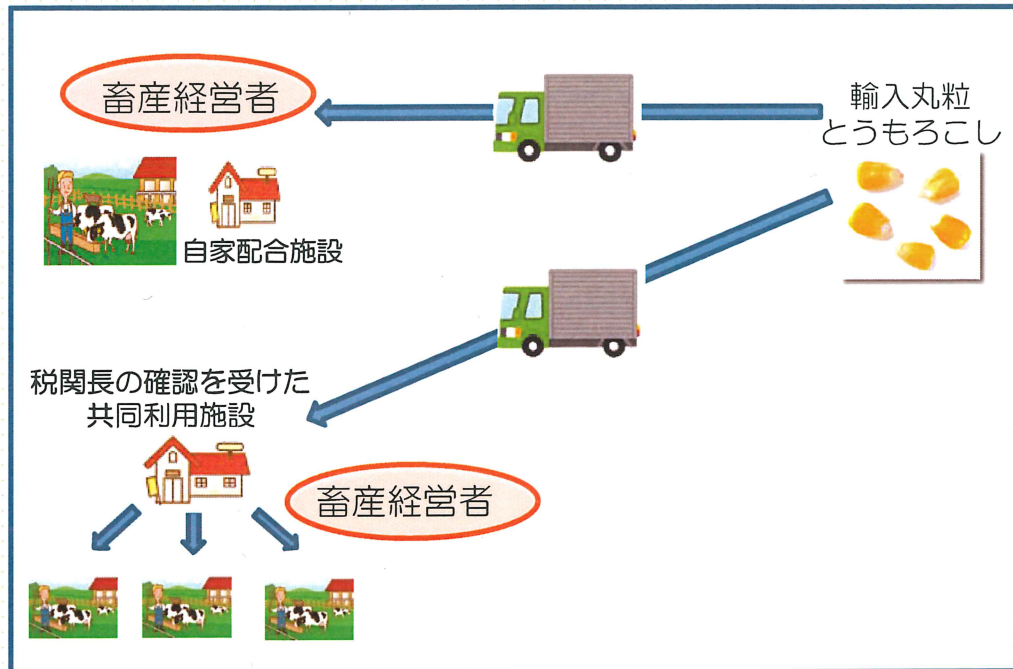 畜産経営者
輸入丸粒
とうもろこし
自家配合施設
税関長の確認を受けた
共同利用施設
畜産経営者